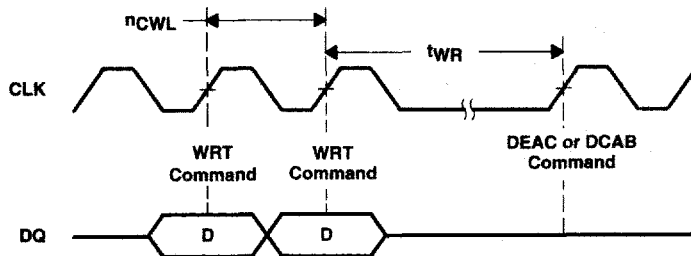 nCWL
tWR
CLK
WRT
Command
WRT
Command
DEAC or DCAB
Command
DQ
D
D